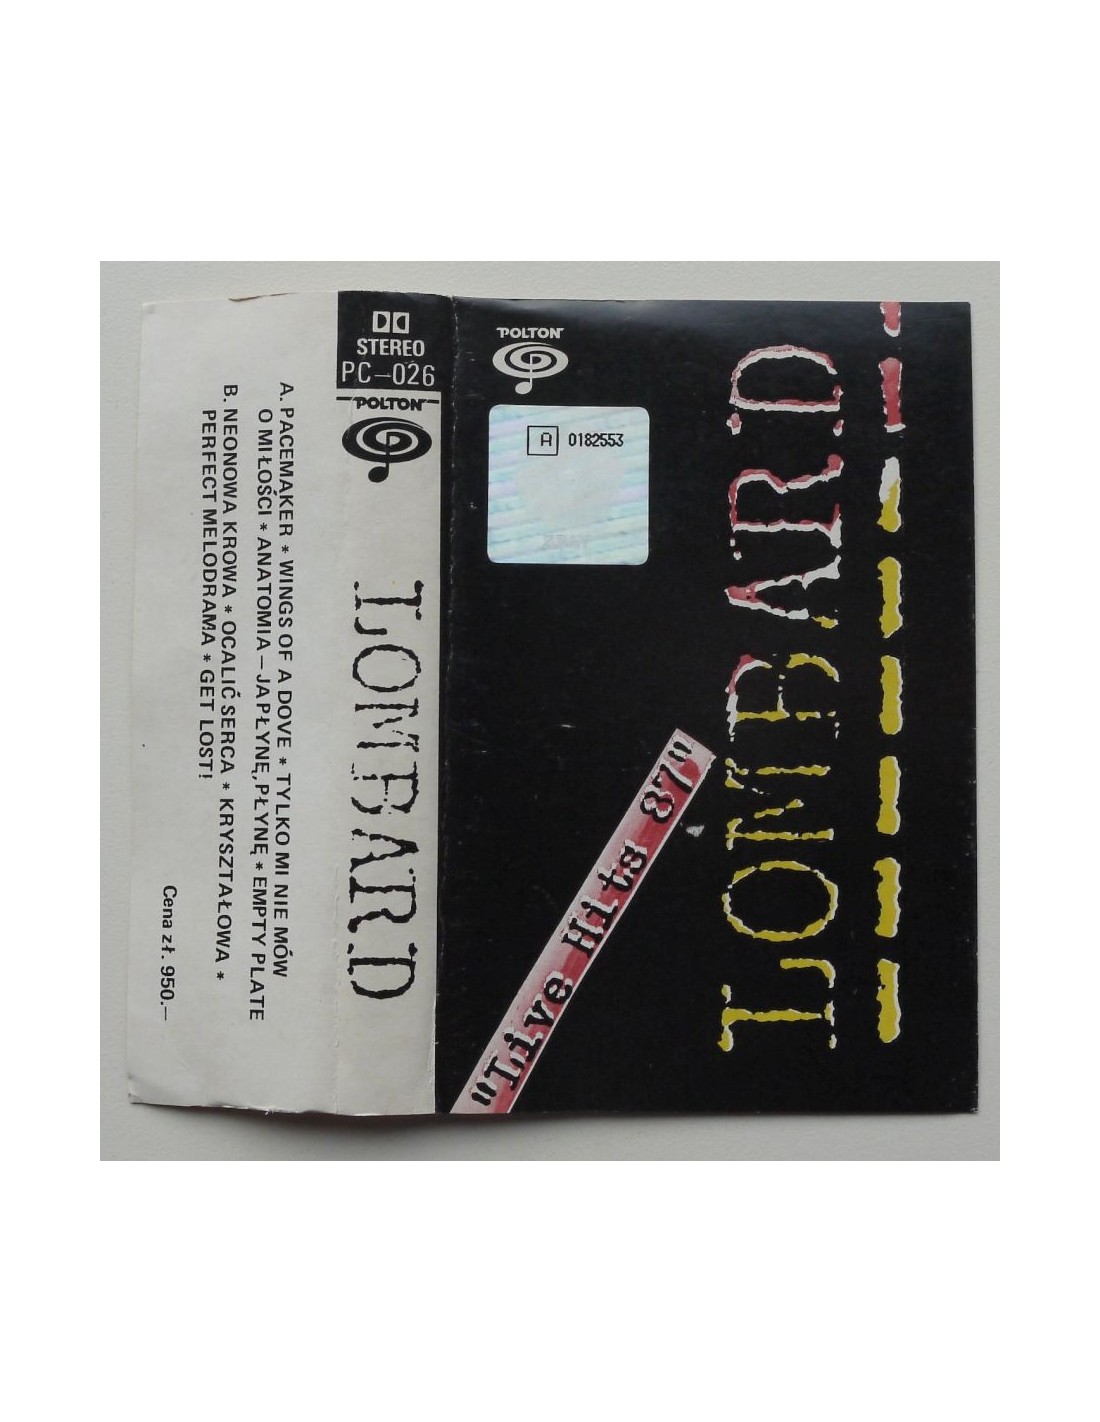 A. PACEMAKER * WINGS OF A DOVE * TYLKO MI NIE MÓW
O MIŁOŚCI * ANATOMIA — JA PŁYNĘ, PŁYNĘ * EMPTY PLATE
B. NEONOWA KROWA * OCALIĆ SERCA * KRYSZTAŁOWA *
PERFECT MELODRAMA * GET LOST!
Cena zł. 950.—
STEREO
PC—026
POLTON
LOMBARD
POLTON
A 0182553
"Live Hits 87"
LOMBARD